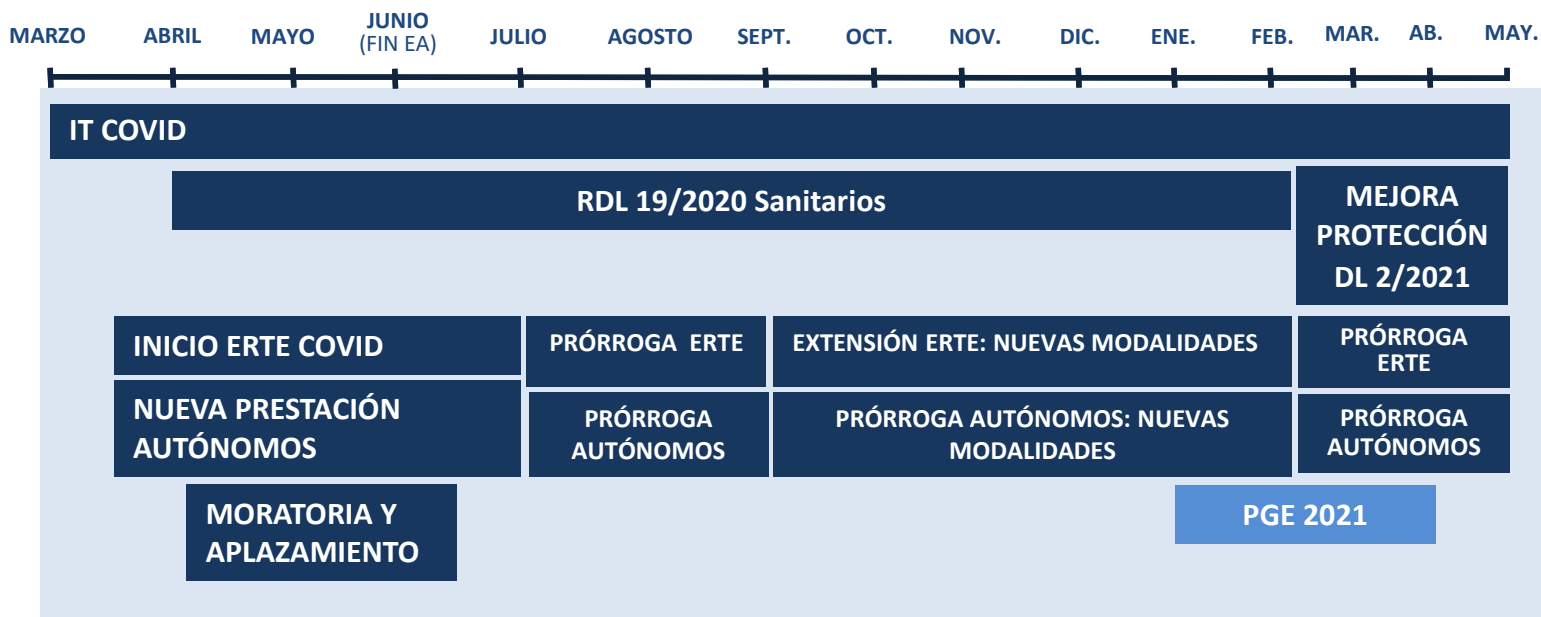 MARZO ABRIL MAYO JUNIO (FIN EA) JULIO AGOSTO SEPT. OCT. NOV. DIC. ENE. FEB. MAR. AB. MAY.
IT COVID
RDL 19/2020 Sanitarios
MEJORA
PROTECCIÓN
DL 2/2021
INICIO ERTE COVID
PRÓRROGA ERTE
EXTENSIÓN ERTE: NUEVAS MODALIDADES
PRÓRROGA
ERTE
NUEVA PRESTACIÓN
AUTÓNOMOS
PRÓRROGA
AUTÓNOMOS
PRÓRROGA AUTÓNOMOS: NUEVAS
MODALIDADES
PRÓRROGA
AUTÓNOMOS
MORATORIA Y
APLAZAMIENTO
PGE 2021